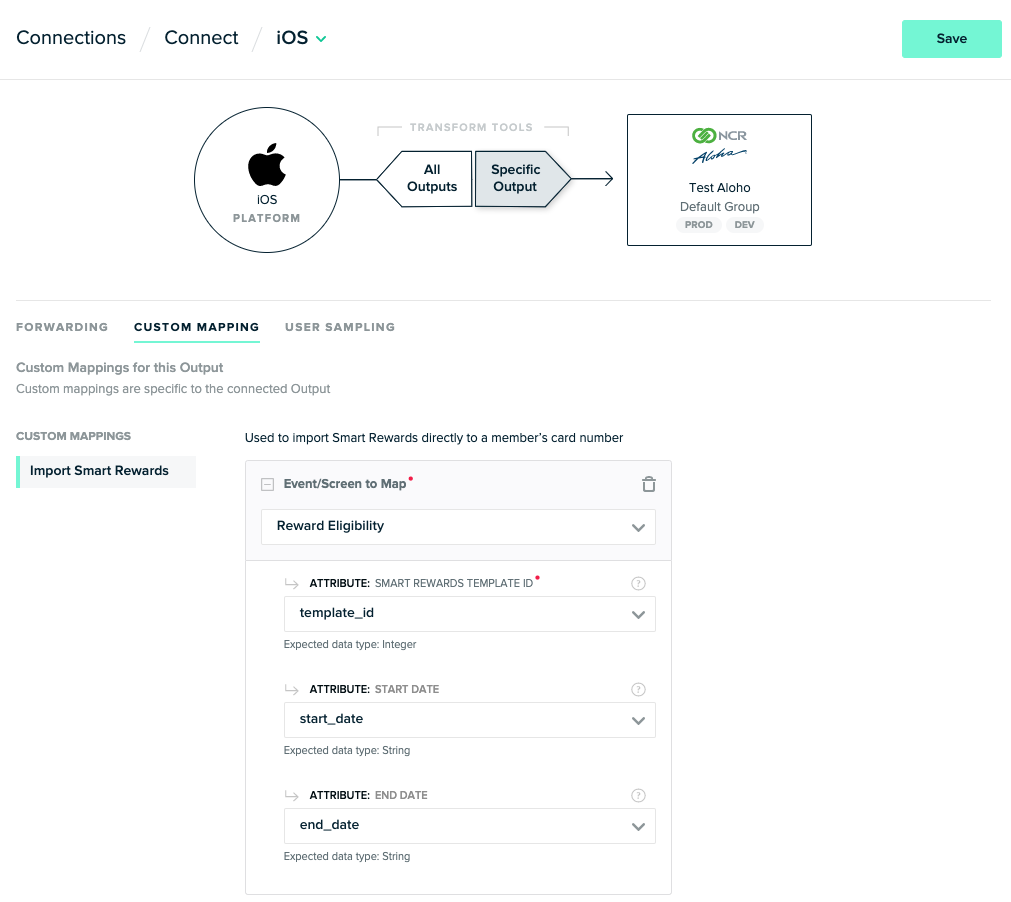 Connections / Connect / iOS
Save
TRANSFORM TOOLS
iOS
PLATFORM
All
Outputs
Specific
Output
NCR
Aloha
Test Aloho
Default Group
PROD DEV
FORWARDING CUSTOM MAPPING USER SAMPLING
Custom Mappings for this Output
Custom mappings are specific to the connected Output
CUSTOM MAPPINGS
Import Smart Rewards
Used to import Smart Rewards directly to a member's card number
Event/Screen to Map
Reward Eligibility
ATTRIBUTE: SMART REWARDS TEMPLATE ID ?
template_id
Expected data type: Integer
ATTRIBUTE: START DATE ?
start_date
Expected data type: String
ATTRIBUTE: END DATE ?
end_date
Expected data type: String